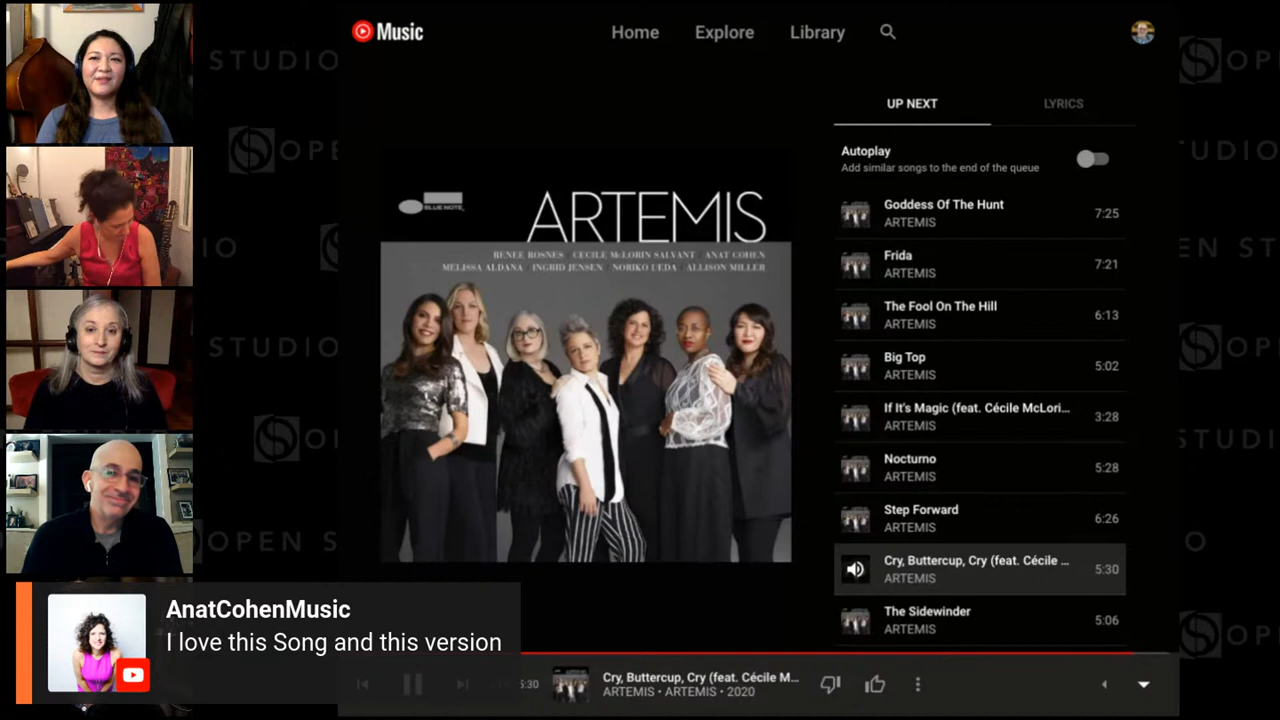 Music
Home
Explore
Library
UP NEXT
LYRICS
Autoplay
Add similar songs to the end of the queue
BLUE NOTE
ARTEMIS
RENEE ROSNES / CECILE McLORIN SALVANT / ANAT COHEN
MELISSA ALDANA / INGRID JENSEN / NORIKO UEDA / ALLISON MILLER
Goddess Of The Hunt
ARTEMIS
7:25
Frida
ARTEMIS
7:21
The Fool On The Hill
ARTEMIS
6:13
Big Top
ARTEMIS
5:02
If It's Magic (feat. Cécile McLori...
ARTEMIS
3:28
Nocturno
ARTEMIS
5:28
Step Forward
ARTEMIS
6:26
Cry, Buttercup, Cry (feat. Cécile ...
ARTEMIS
5:30
The Sidewinder
ARTEMIS
5:06
AnatCohenMusic
I love this Song and this version
5:30
Cry, Buttercup, Cry (feat. Cécile M...
ARTEMIS • ARTEMIS • 2020
STUDIO
OPEN S